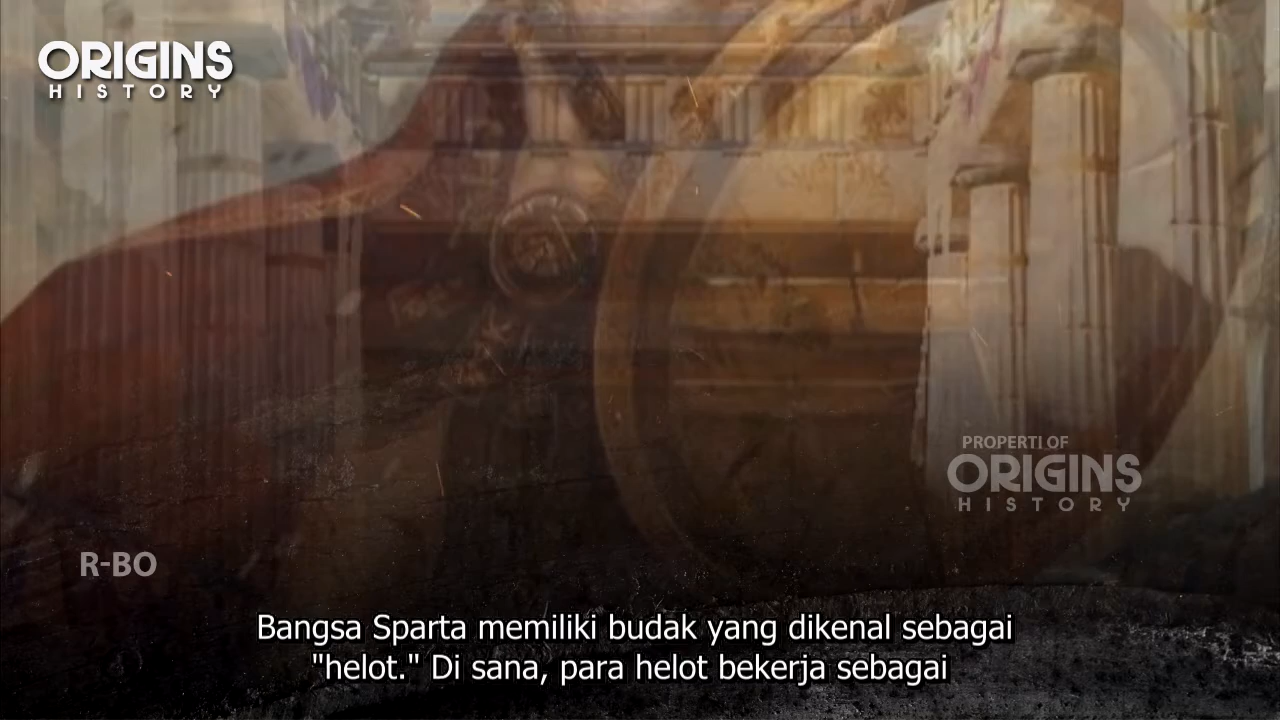 ORIGINS
HISTORY
PROPERTI OF
ORIGINS
HISTORY
R-BO
Bangsa Sparta memiliki budak yang dikenal sebagai
"helot." Di sana, para helot bekerja sebagai